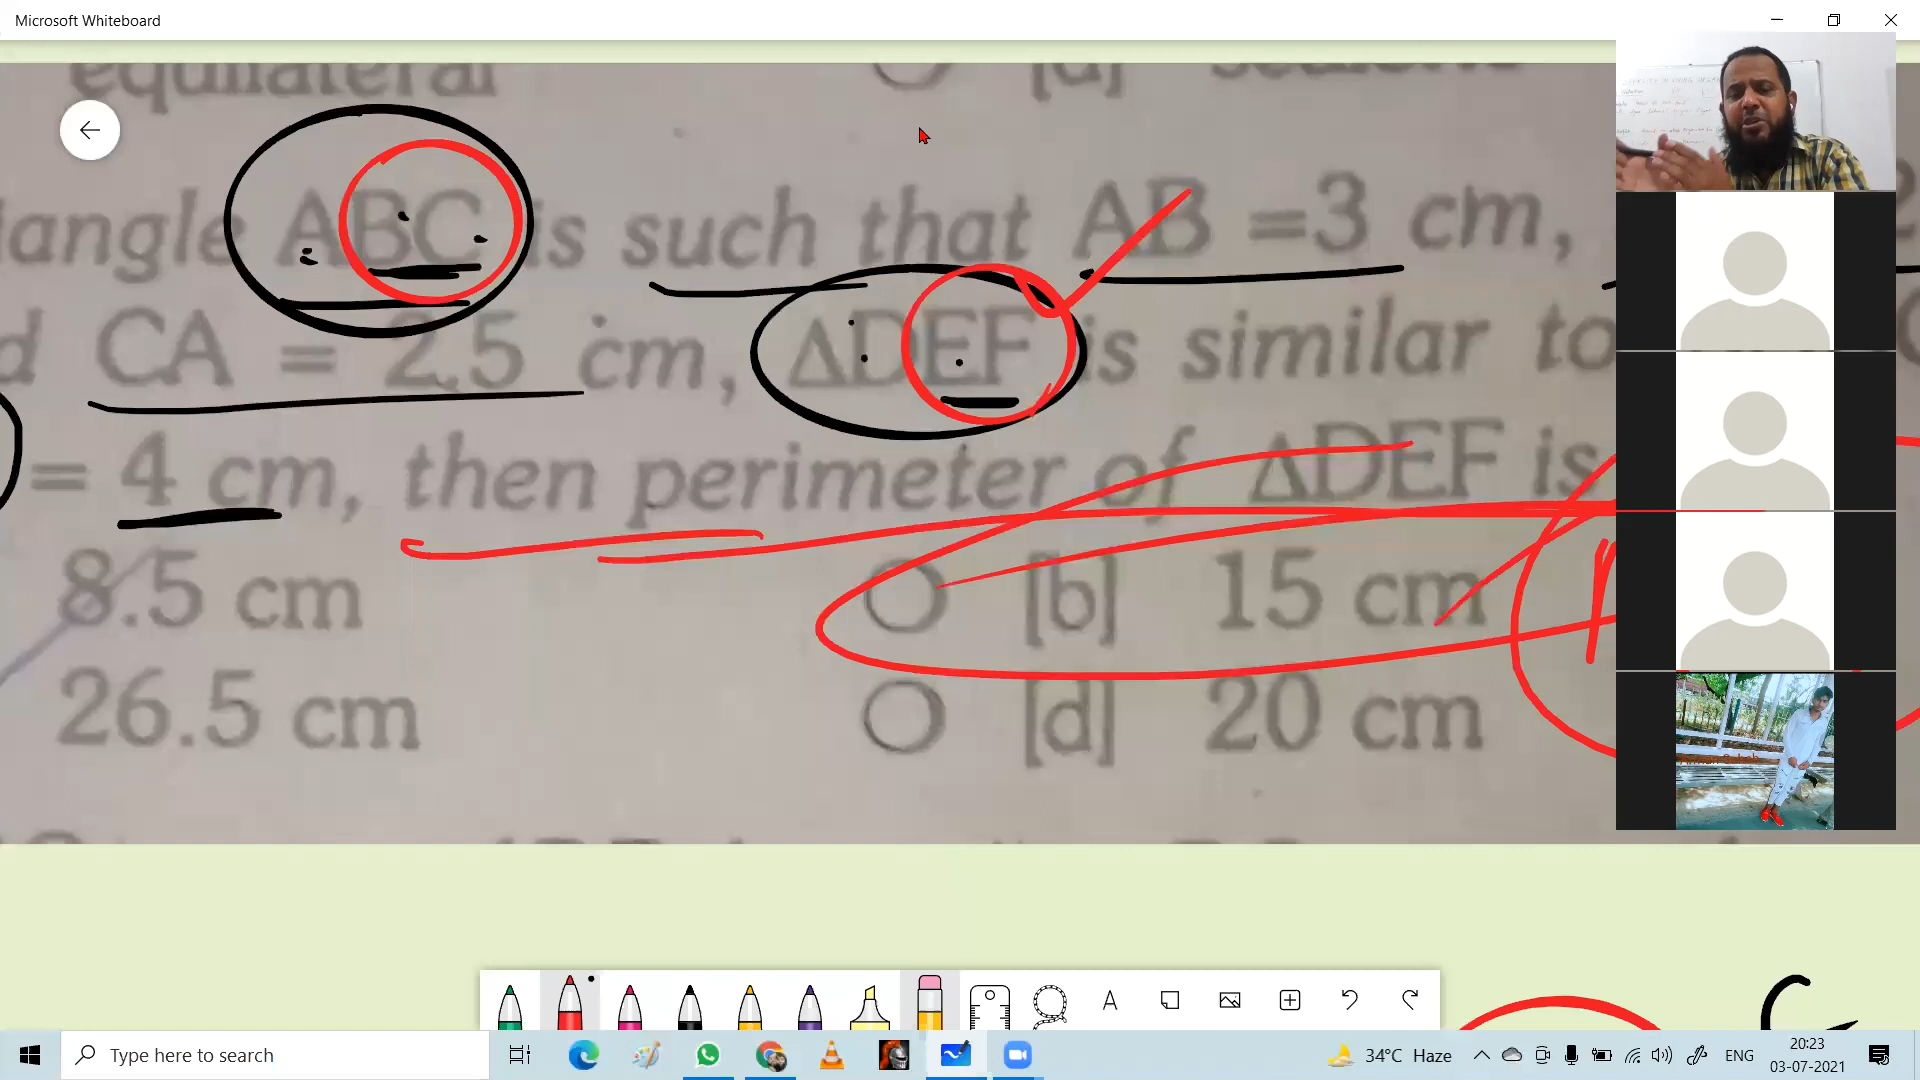 Microsoft Whiteboard
equilateral [d]
iangle ABC is such that AB =3 cm,
d CA = 2.5 cm, ΔDEF is similar to
= 4 cm, then perimeter of ΔDEF is
8.5 cm [b] 15 cm
26.5 cm [d] 20 cm
Type here to search
34°C Haze
ENG
20:23
03-07-2021